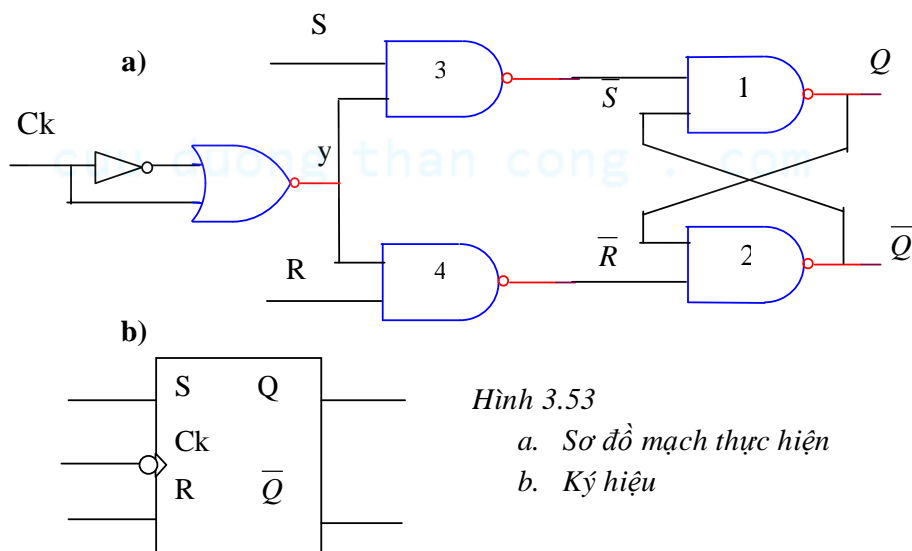 a)
S
3
S̅
1
Q
Ck
y
cuu duong than cong . com
R
4
R̅
2
Q̅
b)
S Q
Ck
R Q̅
Hình 3.53
a. Sơ đồ mạch thực hiện
b. Ký hiệu